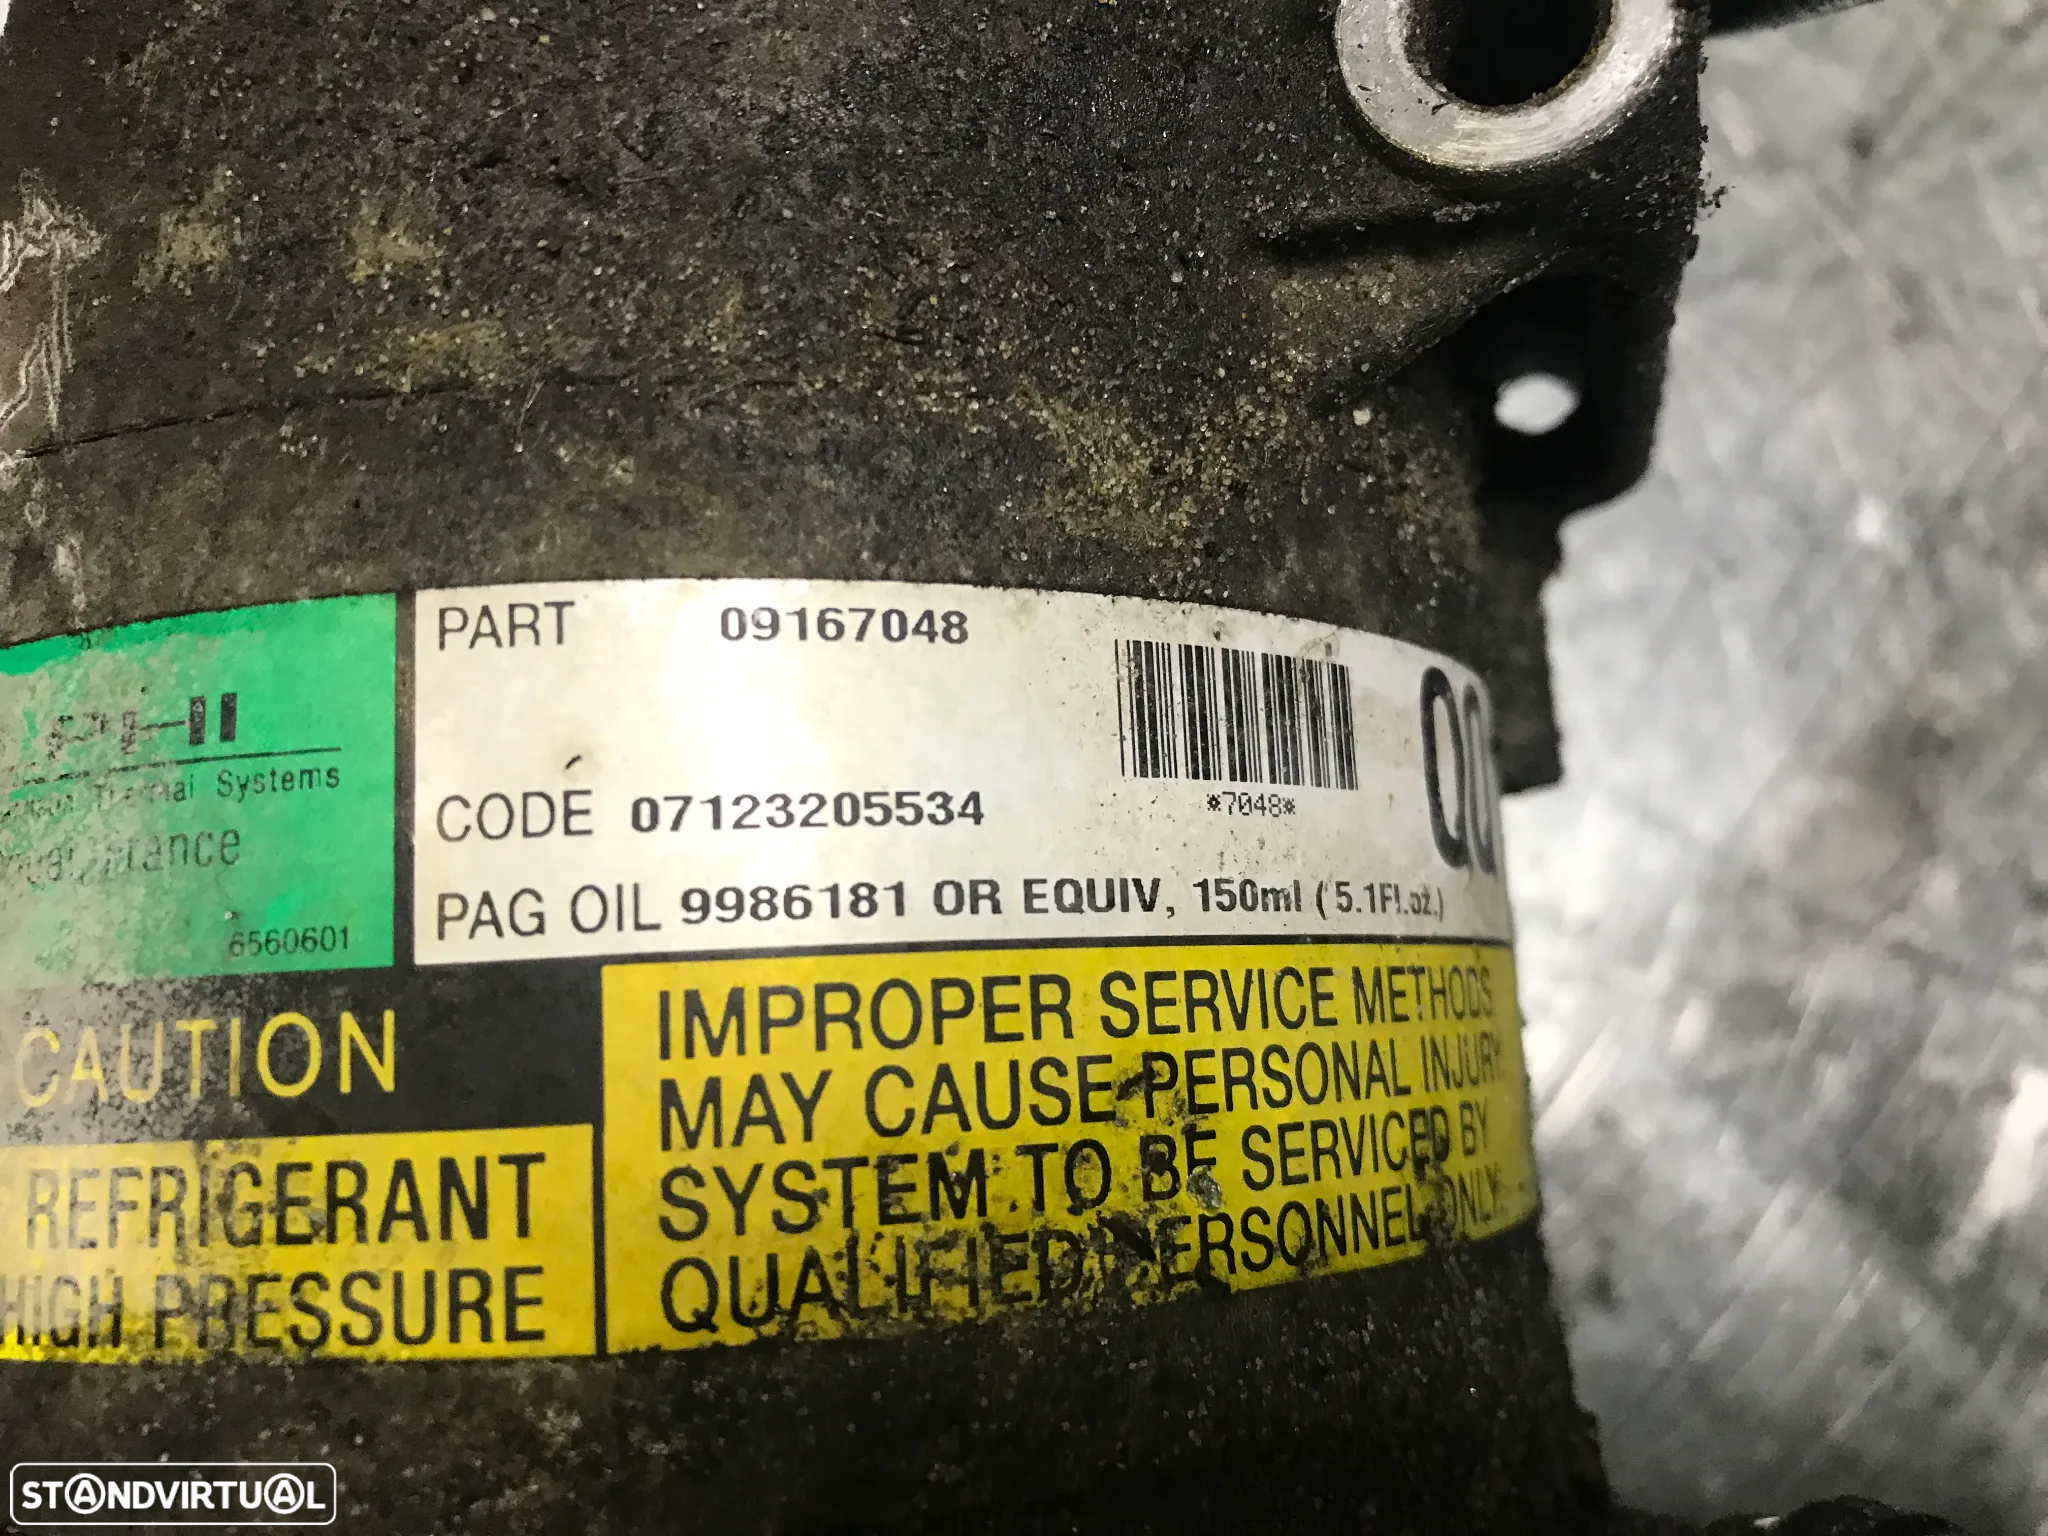 PART 09167048
*7048*
CODE 07123205534
PAG OIL 9986181 OR EQUIV, 150ml (5.1Fl.oz.)
Thermal Systems
France
6560601
CAUTION
REFRIGERANT
HIGH PRESSURE
IMPROPER SERVICE METHODS
MAY CAUSE PERSONAL INJURY.
SYSTEM TO BE SERVICED BY
QUALIFIED PERSONNEL ONLY.
STANDVIRTUAL